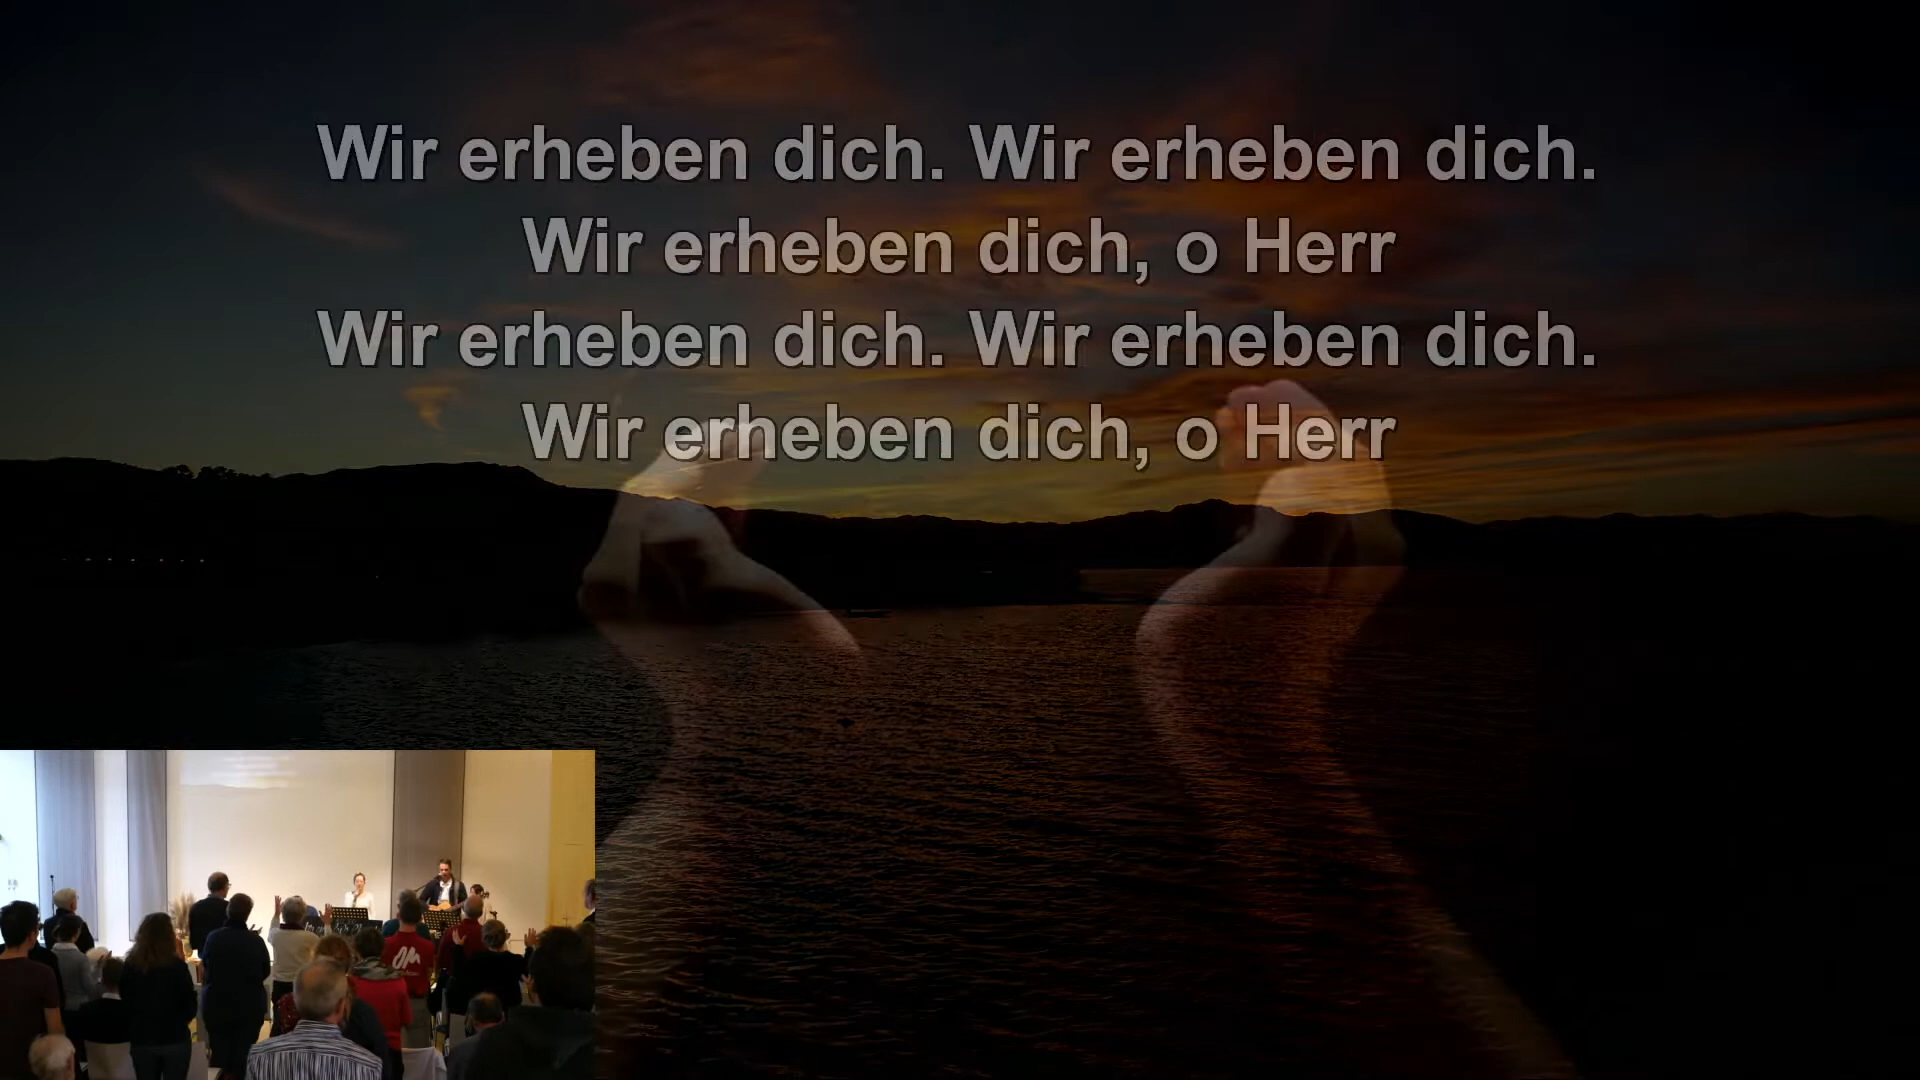 Wir erheben dich. Wir erheben dich.
Wir erheben dich, o Herr
Wir erheben dich. Wir erheben dich.
Wir erheben dich, o Herr
OM